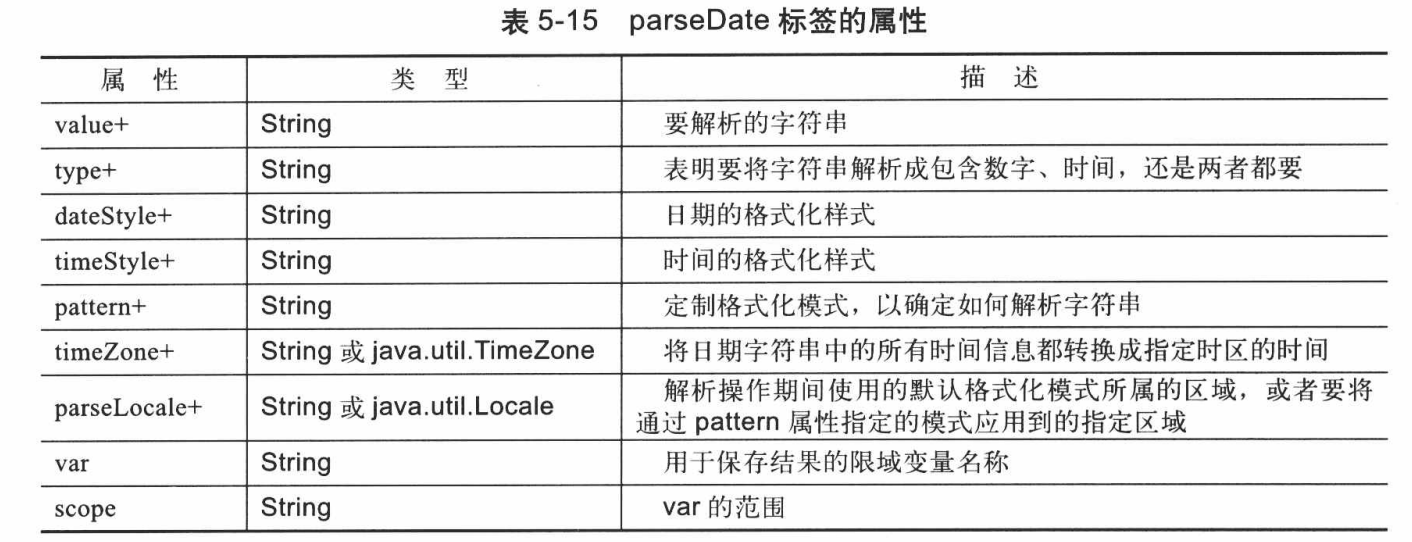 表 5-15 parseDate 标签的属性
属 性 类 型 描 述
value+ String 要解析的字符串
type+ String 表明要将字符串解析成包含数字、时间，还是两者都要
dateStyle+ String 日期的格式化样式
timeStyle+ String 时间的格式化样式
pattern+ String 定制格式化模式，以确定如何解析字符串
timeZone+ String 或 java.util.TimeZone 将日期字符串中的所有时间信息都转换成指定时区的时间
parseLocale+ String 或 java.util.Locale 解析操作期间使用的默认格式化模式所属的区域，或者要将
通过 pattern 属性指定的模式应用到的指定区域
var String 用于保存结果的限域变量名称
scope String var 的范围